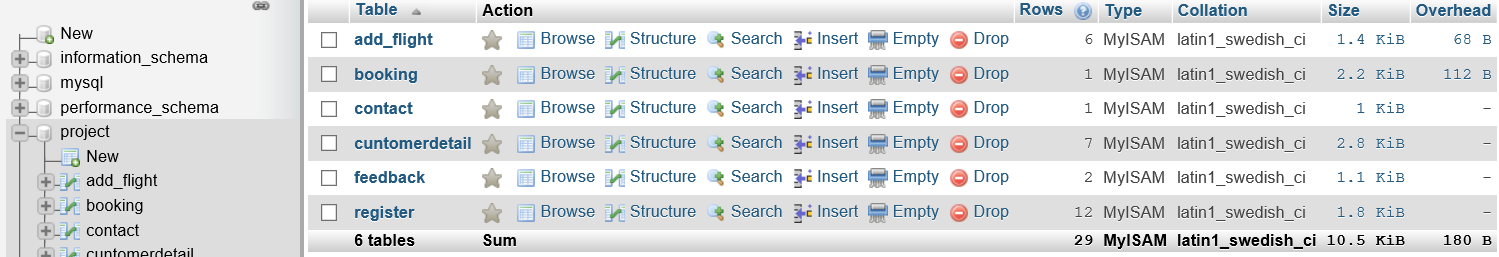 New
information_schema
mysql
performance_schema
project
New
add_flight
booking
contact
cuntomerdetail
Table Action Rows Type Collation Size Overhead
add_flight Browse Structure Search Insert Empty Drop 6 MyISAM latin1_swedish_ci 1.4 KiB 68 B
booking Browse Structure Search Insert Empty Drop 1 MyISAM latin1_swedish_ci 2.2 KiB 112 B
contact Browse Structure Search Insert Empty Drop 1 MyISAM latin1_swedish_ci 1 KiB -
cuntomerdetail Browse Structure Search Insert Empty Drop 7 MyISAM latin1_swedish_ci 2.8 KiB -
feedback Browse Structure Search Insert Empty Drop 2 MyISAM latin1_swedish_ci 1.1 KiB -
register Browse Structure Search Insert Empty Drop 12 MyISAM latin1_swedish_ci 1.8 KiB -
6 tables Sum 29 MyISAM latin1_swedish_ci 10.5 KiB 180 B